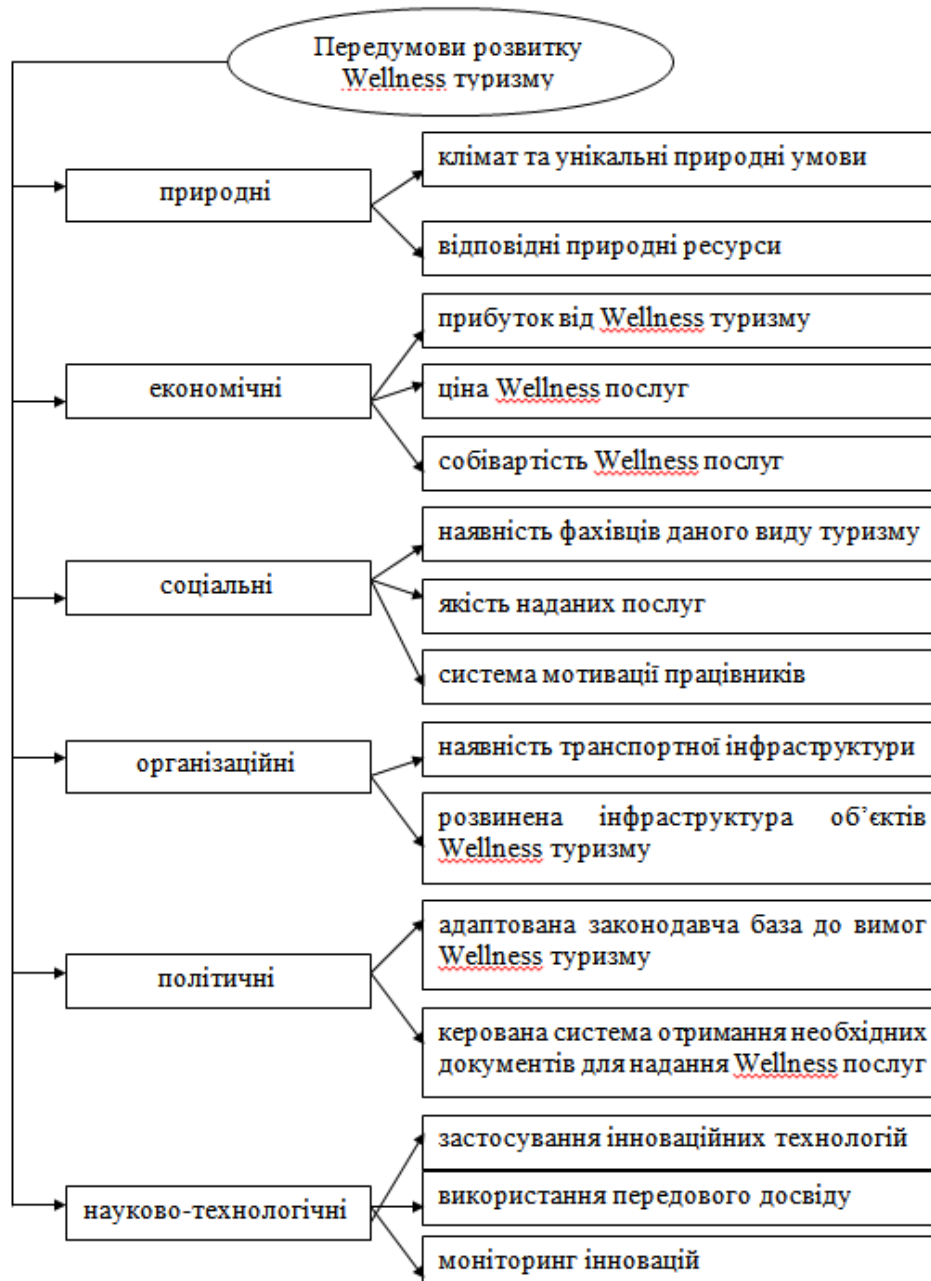 Передумови розвитку
Wellness туризму
природні
клімат та унікальні природні умови
відповідні природні ресурси
економічні
прибуток від Wellness туризму
ціна Wellness послуг
собівартість Wellness послуг
соціальні
наявність фахівців даного виду туризму
якість наданих послуг
система мотивації працівників
організаційні
наявність транспортної інфраструктури
розвинена інфраструктура об’єктів
Wellness туризму
політичні
адаптована законодавча база до вимог
Wellness туризму
керована система отримання необхідних
документів для надання Wellness послуг
науково-технологічні
застосування інноваційних технологій
використання передового досвіду
моніторинг інновацій